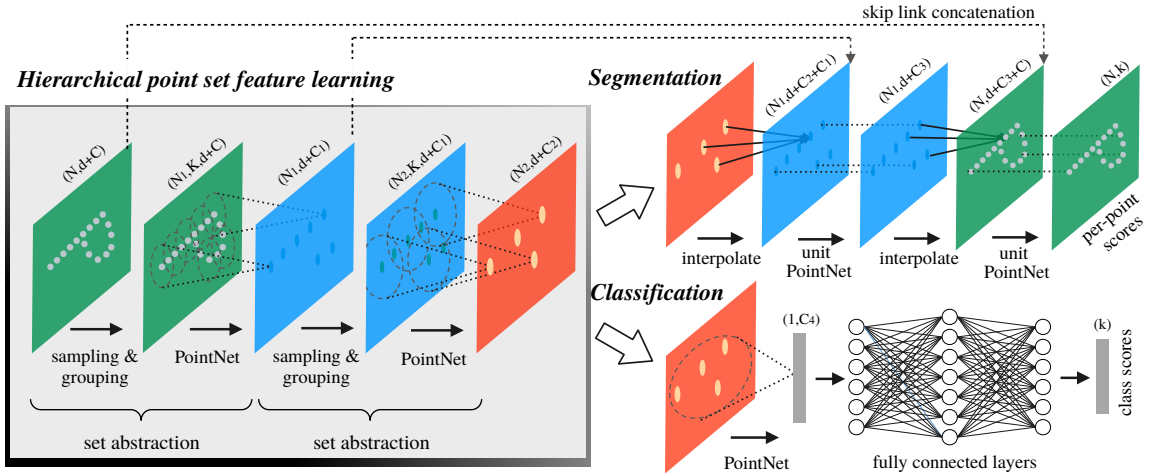 skip link concatenation
Hierarchical point set feature learning
Segmentation
(N,d+C)
(N1,K,d+C)
(N1,d+C1)
(N2,K,d+C1)
(N2,d+C2)
(N1,d+C2+C1)
(N1,d+C3)
(N,d+C3+C)
(N,k)
per-point
scores
interpolate
unit
PointNet
interpolate
unit
PointNet
sampling &
grouping
PointNet
sampling &
grouping
PointNet
set abstraction
set abstraction
Classification
(1,C4)
(k)
class scores
PointNet
fully connected layers